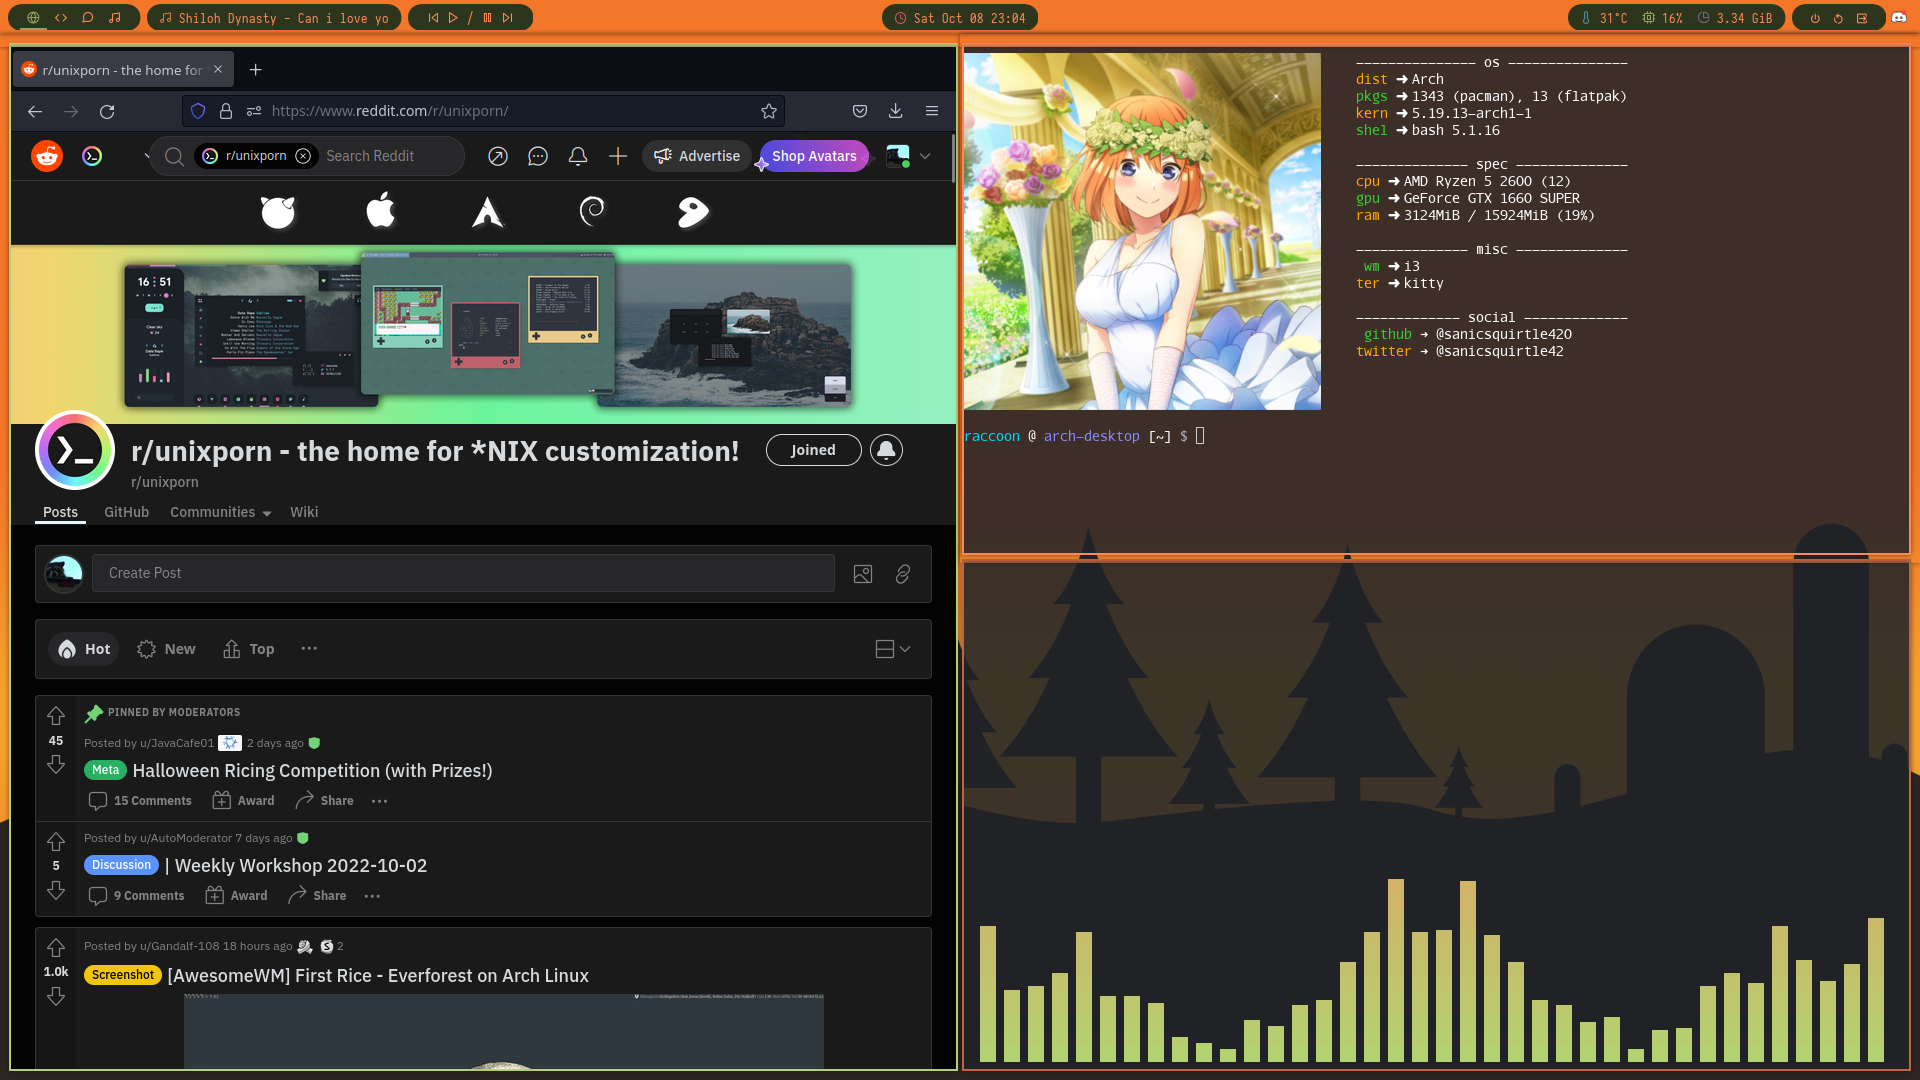 Shiloh Dynasty - Can i love yo
/
Sat Oct 08 23:04
31°C
16%
3.34 GiB
r/unixporn - the home for
https://www.reddit.com/r/unixporn/
r/unixporn
Search Reddit
Advertise
Shop Avatars
16 51
r/unixporn - the home for *NIX customization!
Joined
r/unixporn
Posts
GitHub
Communities
Wiki
Create Post
Hot
New
Top
PINNED BY MODERATORS
45
Posted by u/JavaCafe01 2 days ago
Meta Halloween Ricing Competition (with Prizes!)
15 Comments
Award
Share
Posted by u/AutoModerator 7 days ago
5
Discussion | Weekly Workshop 2022-10-02
9 Comments
Award
Share
Posted by u/Gandalf-108 18 hours ago S 2
1.0k
Screenshot [AwesomeWM] First Rice - Everforest on Arch Linux
--------------- os ---------------
dist ➜ Arch
pkgs ➜ 1343 (pacman), 13 (flatpak)
kern ➜ 5.19.13-arch1-1
shel ➜ bash 5.1.16
-------------- spec --------------
cpu ➜ AMD Ryzen 5 2600 (12)
gpu ➜ GeForce GTX 1660 SUPER
ram ➜ 3124MiB / 15924MiB (19%)
-------------- misc --------------
wm ➜ i3
ter ➜ kitty
------------- social -------------
github ➜ @sanicsquirtle420
twitter ➜ @sanicsquirtle42
raccoon @ arch-desktop [~] $